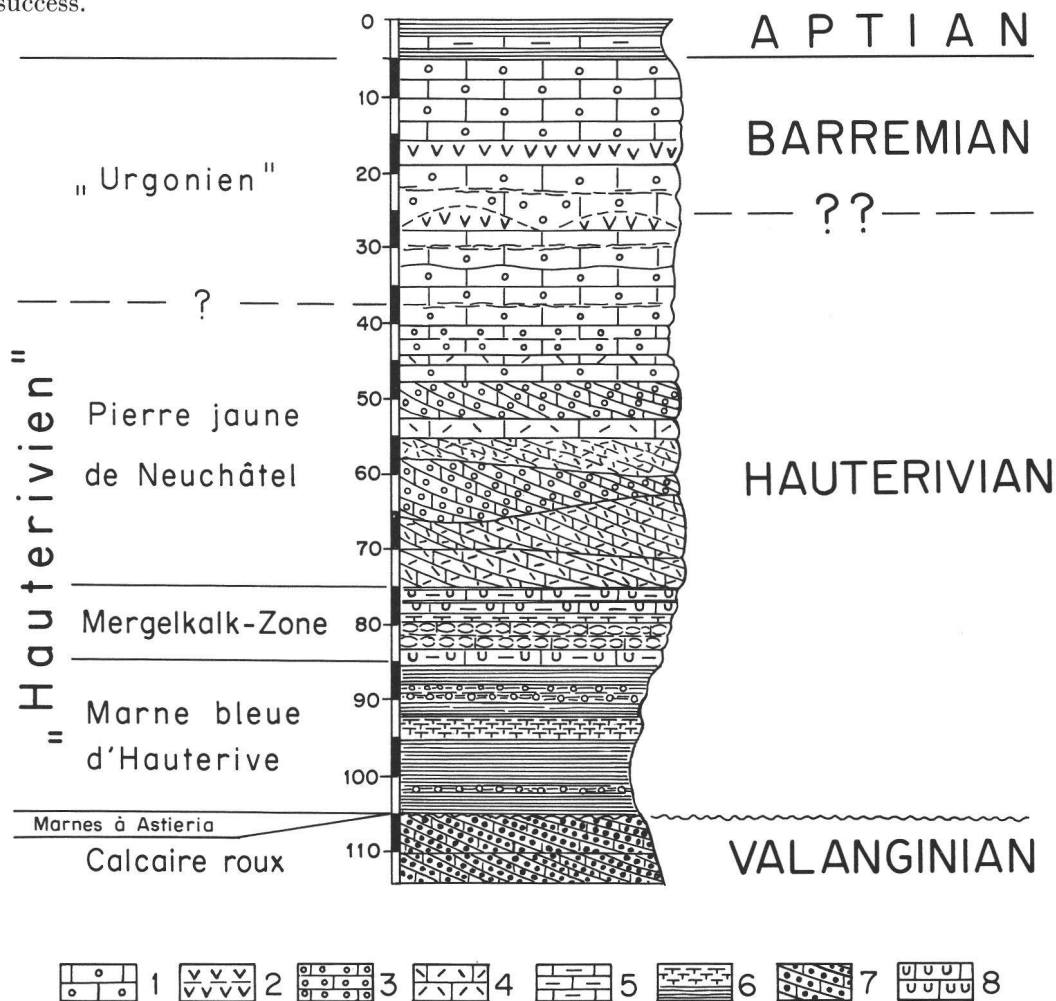 success.
0
APTIAN
10
BARREMIAN
„Urgonien"
20
— — — ?? — — —
30
— — — ? — — —
40
"Hauterivien"
Pierre jaune
de Neuchâtel
50
60
HAUTERIVIAN
70
Mergelkalk-Zone
80
Marne bleue
d'Hauterive
90
100
Marnes à Astieria
Calcaire roux
110
VALANGINIAN
1 2 3 4 5 6 7 8